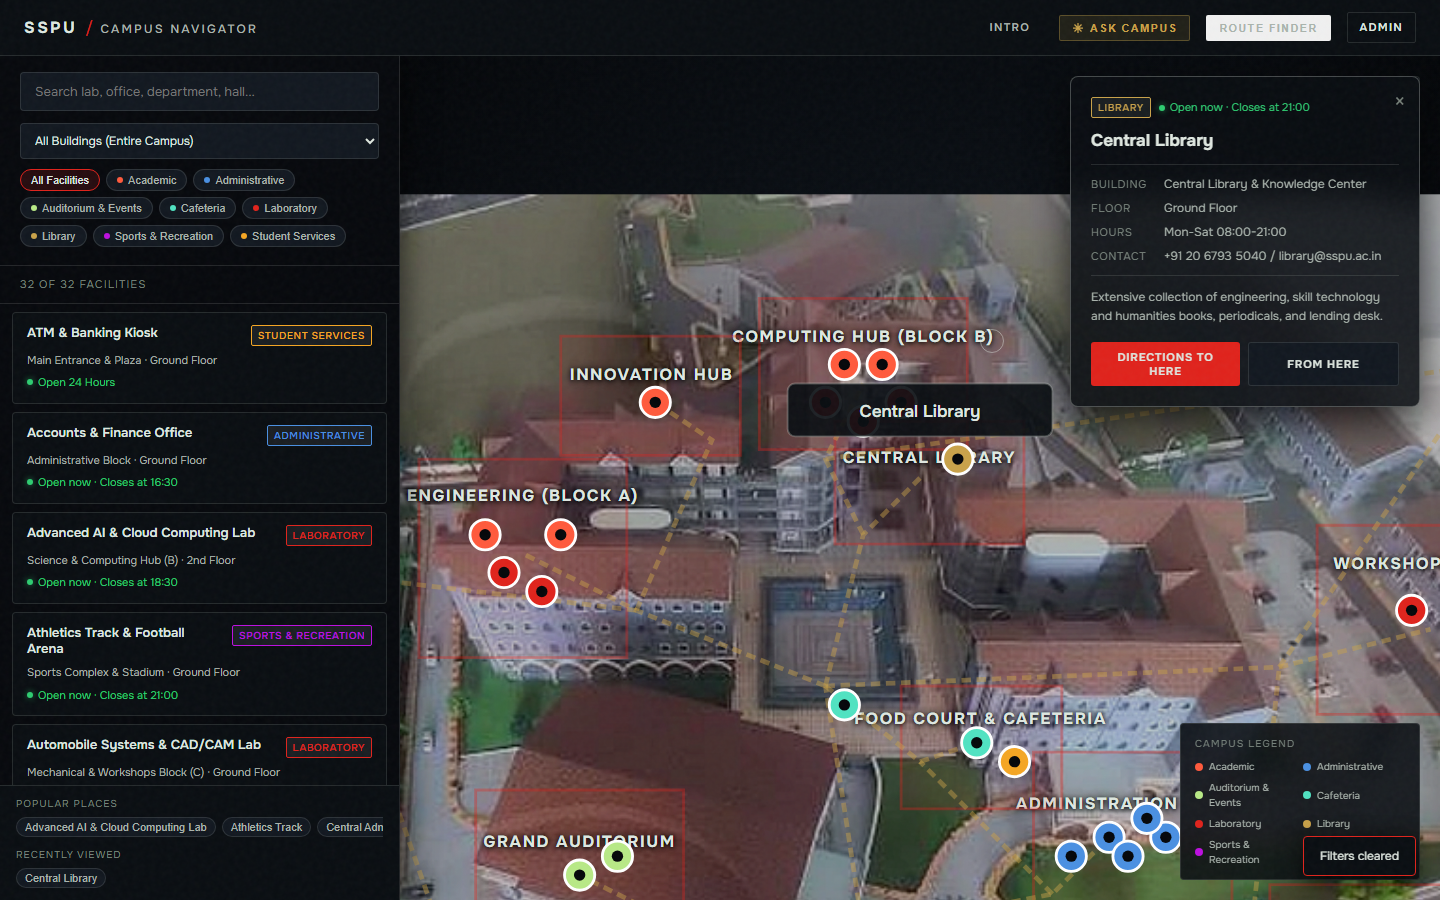 SSPU / CAMPUS NAVIGATOR
INTRO
✳ ASK CAMPUS
ROUTE FINDER
ADMIN
Search lab, office, department, hall...
All Buildings (Entire Campus)
All Facilities
Academic
Administrative
Auditorium & Events
Cafeteria
Laboratory
Library
Sports & Recreation
Student Services
32 OF 32 FACILITIES
ATM & Banking Kiosk
STUDENT SERVICES
Main Entrance & Plaza · Ground Floor
Open 24 Hours
Accounts & Finance Office
ADMINISTRATIVE
Administrative Block · Ground Floor
Open now · Closes at 16:30
Advanced AI & Cloud Computing Lab
LABORATORY
Science & Computing Hub (B) · 2nd Floor
Open now · Closes at 18:30
Athletics Track & Football
Arena
SPORTS & RECREATION
Sports Complex & Stadium · Ground Floor
Open now · Closes at 21:00
Automobile Systems & CAD/CAM Lab
LABORATORY
Mechanical & Workshops Block (C) · Ground Floor
POPULAR PLACES
Advanced AI & Cloud Computing Lab
Athletics Track
Central Adn
RECENTLY VIEWED
Central Library
COMPUTING HUB (BLOCK B)
INNOVATION HUB
Central Library
CENTRAL LIBRARY
ENGINEERING (BLOCK A)
WORKSHOP
FOOD COURT & CAFETERIA
ADMINISTRATION
GRAND AUDITORIUM
LIBRARY
Open now · Closes at 21:00
×
Central Library
BUILDING Central Library & Knowledge Center
FLOOR Ground Floor
HOURS Mon-Sat 08:00-21:00
CONTACT +91 20 6793 5040 / library@sspu.ac.in
Extensive collection of engineering, skill technology
and humanities books, periodicals, and lending desk.
DIRECTIONS TO
HERE
FROM HERE
CAMPUS LEGEND
Academic
Administrative
Auditorium &
Events
Cafeteria
Laboratory
Library
Sports &
Recreation
Filters cleared